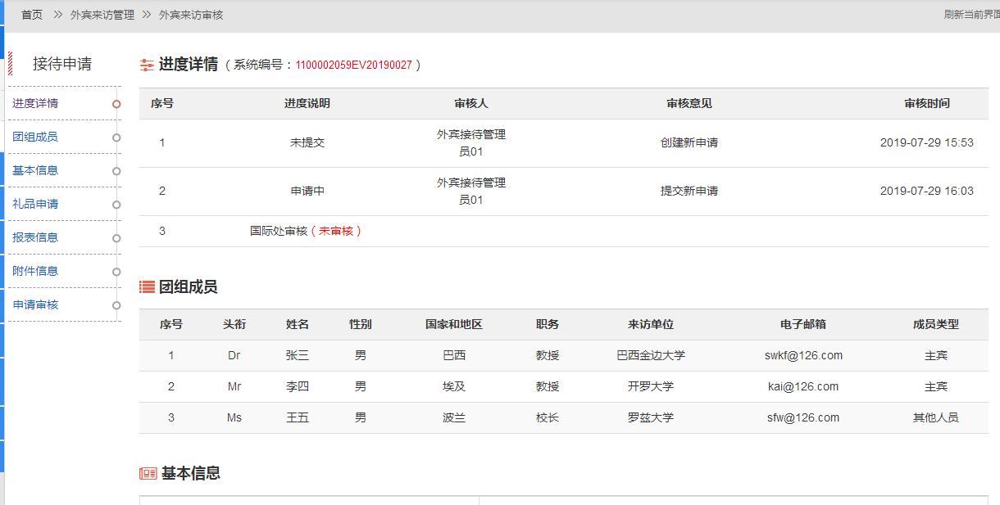 首页 » 外宾来访管理 » 外宾来访审核 刷新当前界面
接待申请
进度详情
团组成员
基本信息
礼品申请
报表信息
附件信息
申请审核
进度详情 ( 系统编号：1100002059EV20190027 )
序号 进度说明 审核人 审核意见 审核时间
1 未提交 外宾接待管理员01 创建新申请 2019-07-29 15:53
2 申请中 外宾接待管理员01 提交新申请 2019-07-29 16:03
3 国际处审核 ( 未审核 )
团组成员
序号 头衔 姓名 性别 国家和地区 职务 来访单位 电子邮箱 成员类型
1 Dr 张三 男 巴西 教授 巴西金边大学 swkf@126.com 主宾
2 Mr 李四 男 埃及 教授 开罗大学 kai@126.com 主宾
3 Ms 王五 男 波兰 校长 罗兹大学 sfw@126.com 其他人员
基本信息